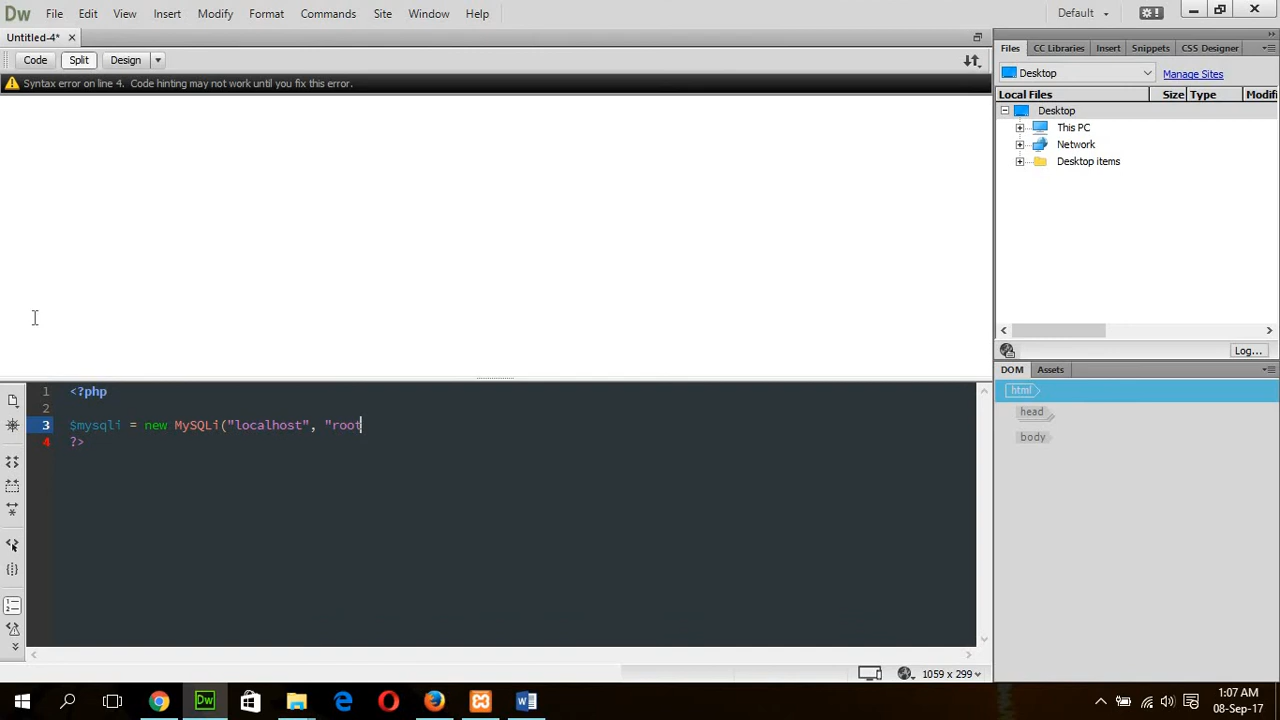 Dw File Edit View Insert Modify Format Commands Site Window Help Default
Untitled-4*
Code Split Design
Syntax error on line 4. Code hinting may not work until you fix this error.
1 <?php
2
3 $mysqli = new MySQLi("localhost", "root
4 ?>
1059 x 299
Files CC Libraries Insert Snippets CSS Designer
Desktop Manage Sites
Local Files Size Type Modifi
Desktop
This PC
Network
Desktop items
Log...
DOM Assets
html
head
body
Dw
1:07 AM
08-Sep-17